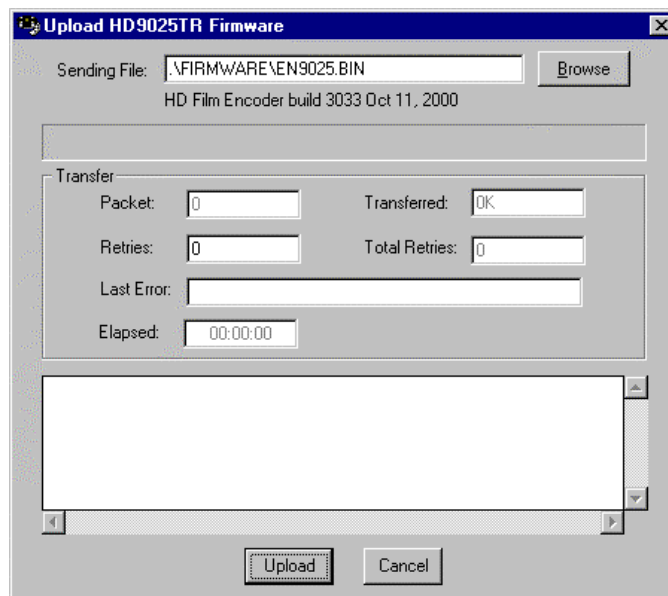 Upload HD9025TR Firmware
Sending File: .\FIRMWARE\EN9025.BIN Browse
HD Film Encoder build 3033 Oct 11, 2000
Transfer
Packet: 0 Transferred: 0K
Retries: 0 Total Retries: 0
Last Error:
Elapsed: 00:00:00
Upload Cancel